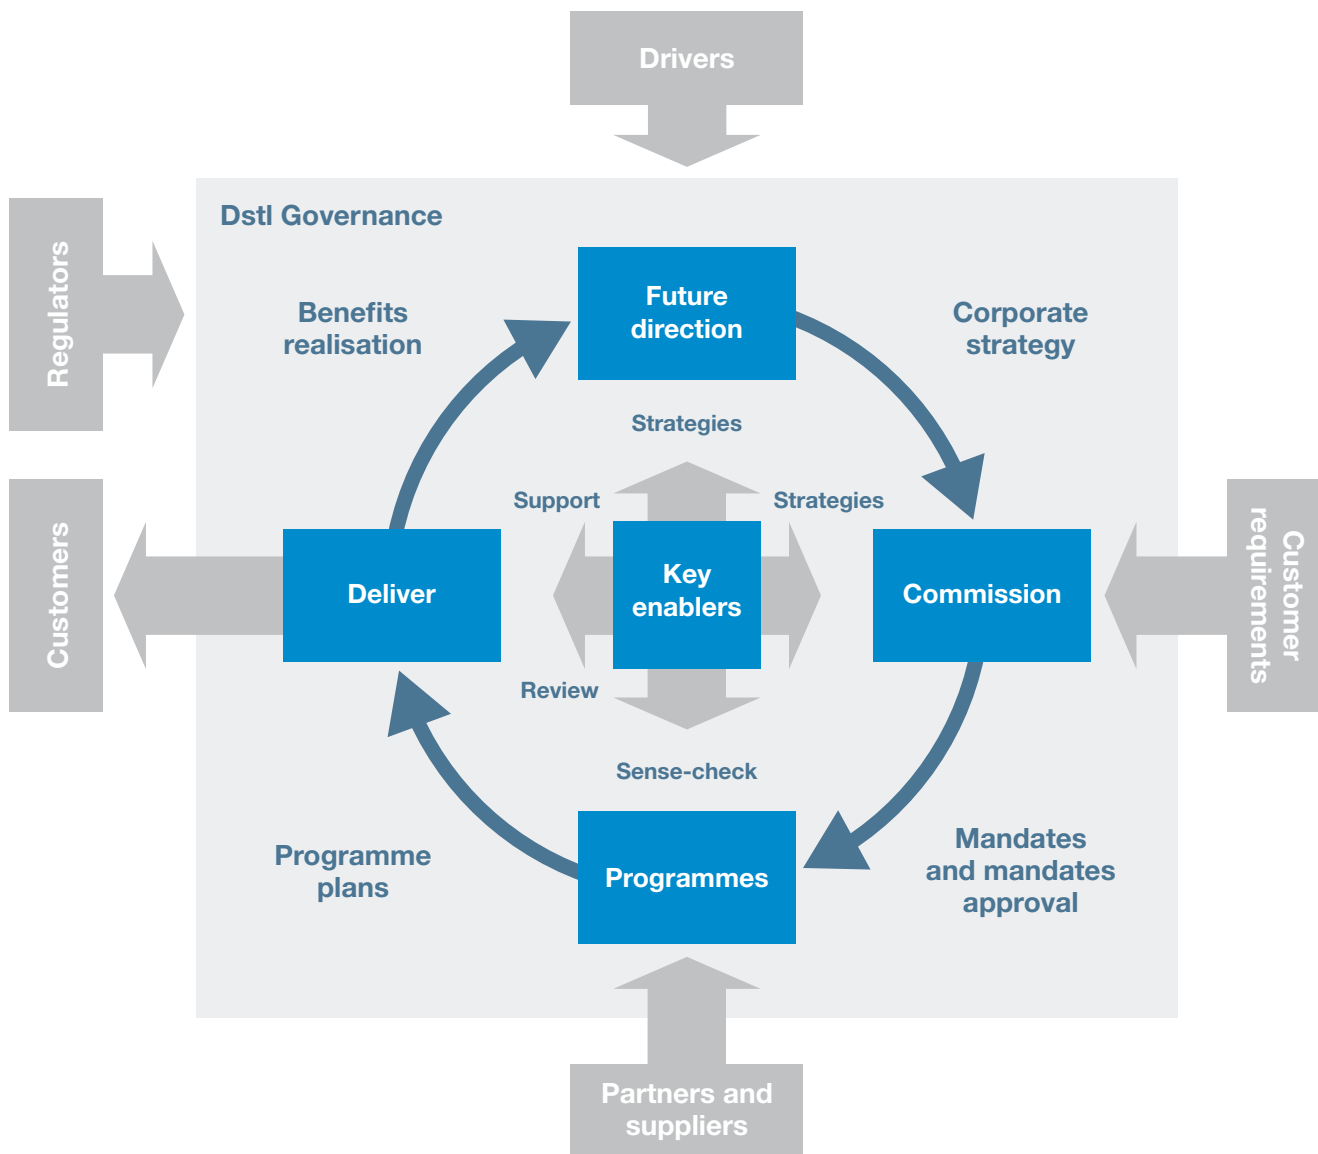 Drivers
Dstl Governance
Regulators
Benefits
realisation
Future
direction
Corporate
strategy
Strategies
Support
Strategies
Customers
Deliver
Key
enablers
Commission
Customer
requirements
Review
Sense-check
Programme
plans
Programmes
Mandates
and mandates
approval
Partners and
suppliers